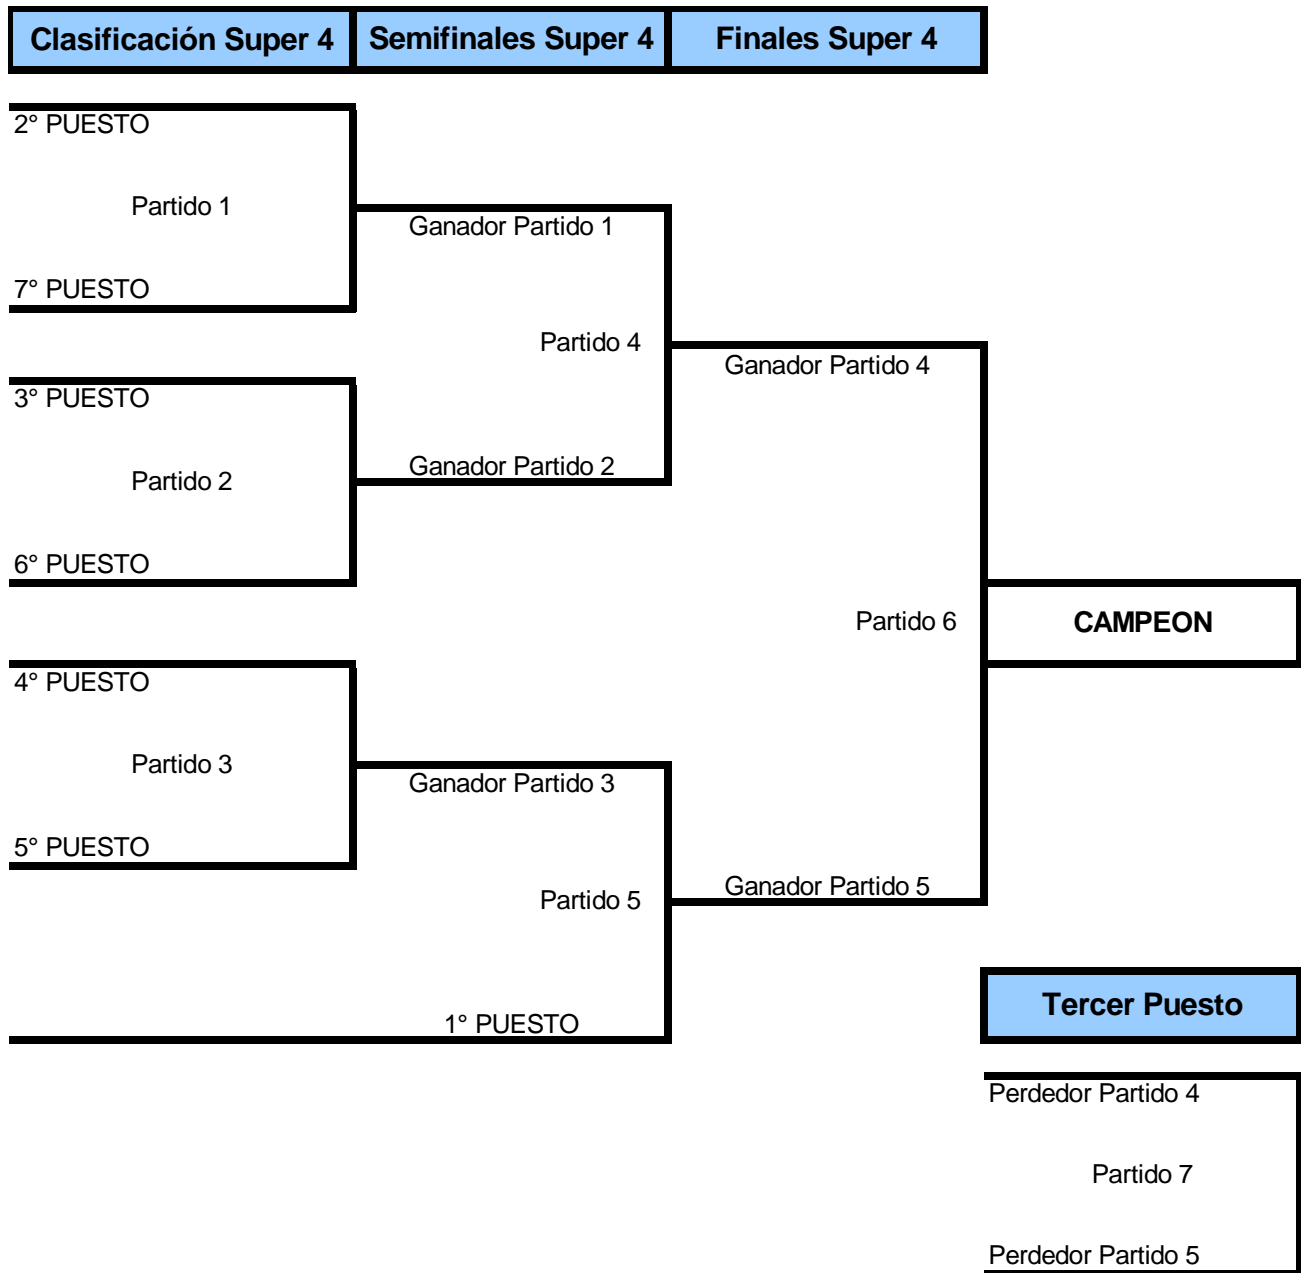 Clasificación Super 4
Semifinales Super 4
Finales Super 4
2° PUESTO
Partido 1
Ganador Partido 1
7° PUESTO
Partido 4
Ganador Partido 4
3° PUESTO
Partido 2
Ganador Partido 2
6° PUESTO
Partido 6
CAMPEON
4° PUESTO
Partido 3
Ganador Partido 3
5° PUESTO
Partido 5
Ganador Partido 5
1° PUESTO
Tercer Puesto
Perdedor Partido 4
Partido 7
Perdedor Partido 5